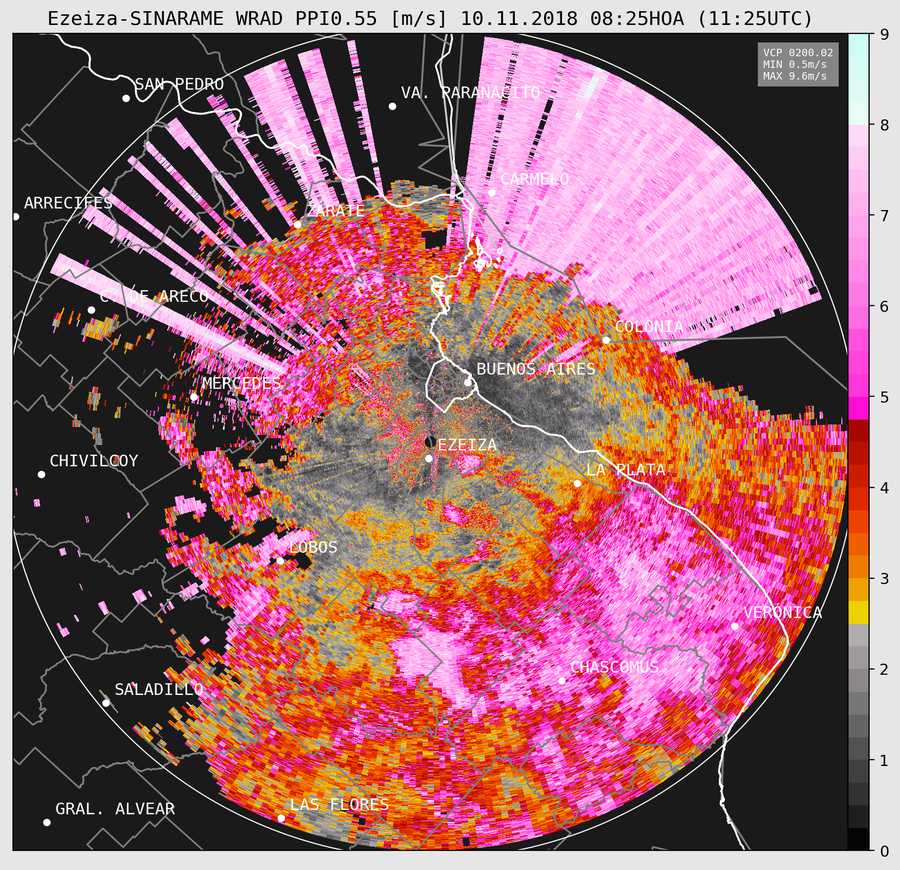 Ezeiza-SINARAME WRAD PPI0.55 [m/s] 10.11.2018 08:25HOA (11:25UTC)
VCP 0200.02
MIN 0.5m/s
MAX 9.6m/s
SAN PEDRO
VA. PARANACITO
CARMELO
ARRECIFES
ZARATE
COLONIA
BUENOS AIRES
MERCEDES
EZEIZA
CHIVILCOY
LA PLATA
LOBOS
VERONICA
CHASCOMUS
SALADILLO
LAS FLORES
GRAL. ALVEAR
9
8
7
6
5
4
3
2
1
0